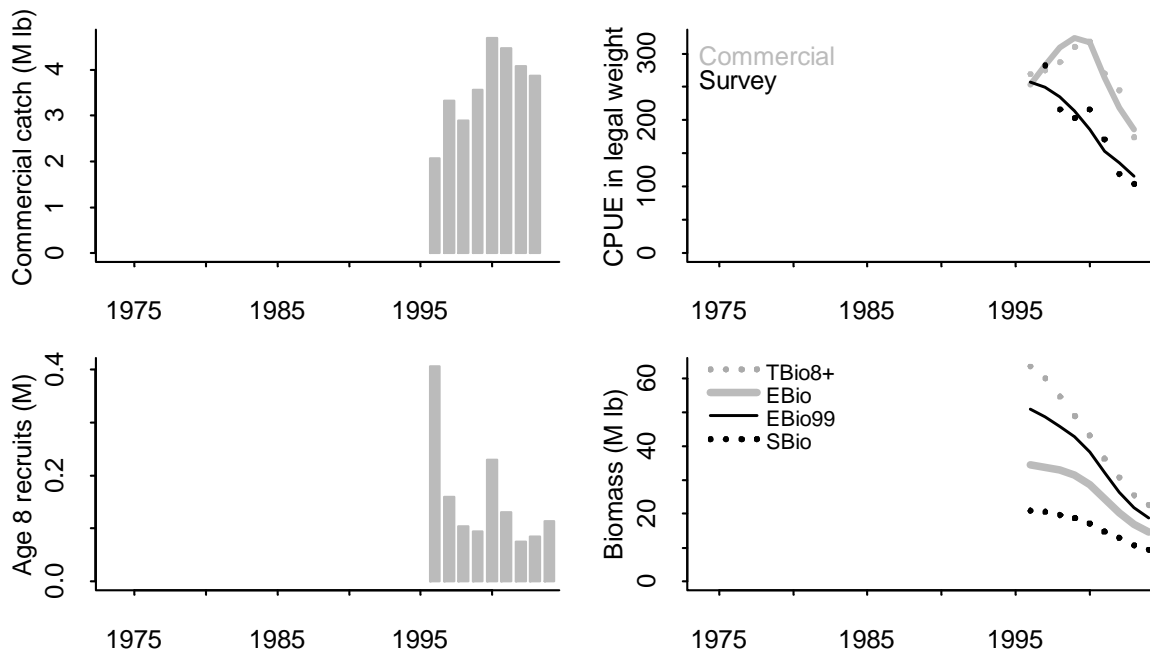 Commercial catch (M lb)
0 1 2 3 4
1975 1985 1995
CPUE in legal weight
0 100 200 300
Commercial
Survey
1975 1985 1995
Age 8 recruits (M)
0.0 0.2 0.4
1975 1985 1995
Biomass (M lb)
0 20 40 60
TBio8+
EBio
EBio99
SBio
1975 1985 1995